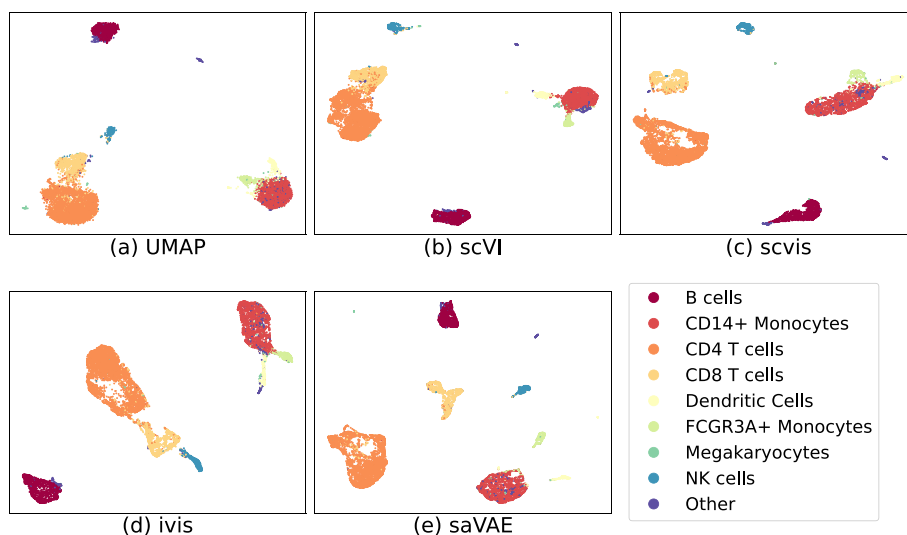 (a) UMAP
(b) scVI
(c) scvis
(d) ivis
(e) saVAE
B cells
CD14+ Monocytes
CD4 T cells
CD8 T cells
Dendritic Cells
FCGR3A+ Monocytes
Megakaryocytes
NK cells
Other